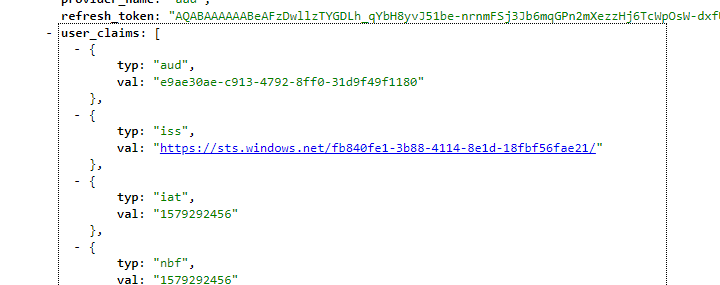 provider_name: "aad",
refresh_token: "AQABAAAAAABeAFzDwllzTYGDLh_qYbH8yvJ51be-nrnmFSj3Jb6mqGPn2mXezzHj6TcWpOsW-dxfU
- user_claims: [
- {
typ: "aud",
val: "e9ae30ae-c913-4792-8ff0-31d9f49f1180"
},
- {
typ: "iss",
val: "https://sts.windows.net/fb840fe1-3b88-4114-8e1d-18fbf56fae21/"
},
- {
typ: "iat",
val: "1579292456"
},
- {
typ: "nbf",
val: "1579292456"